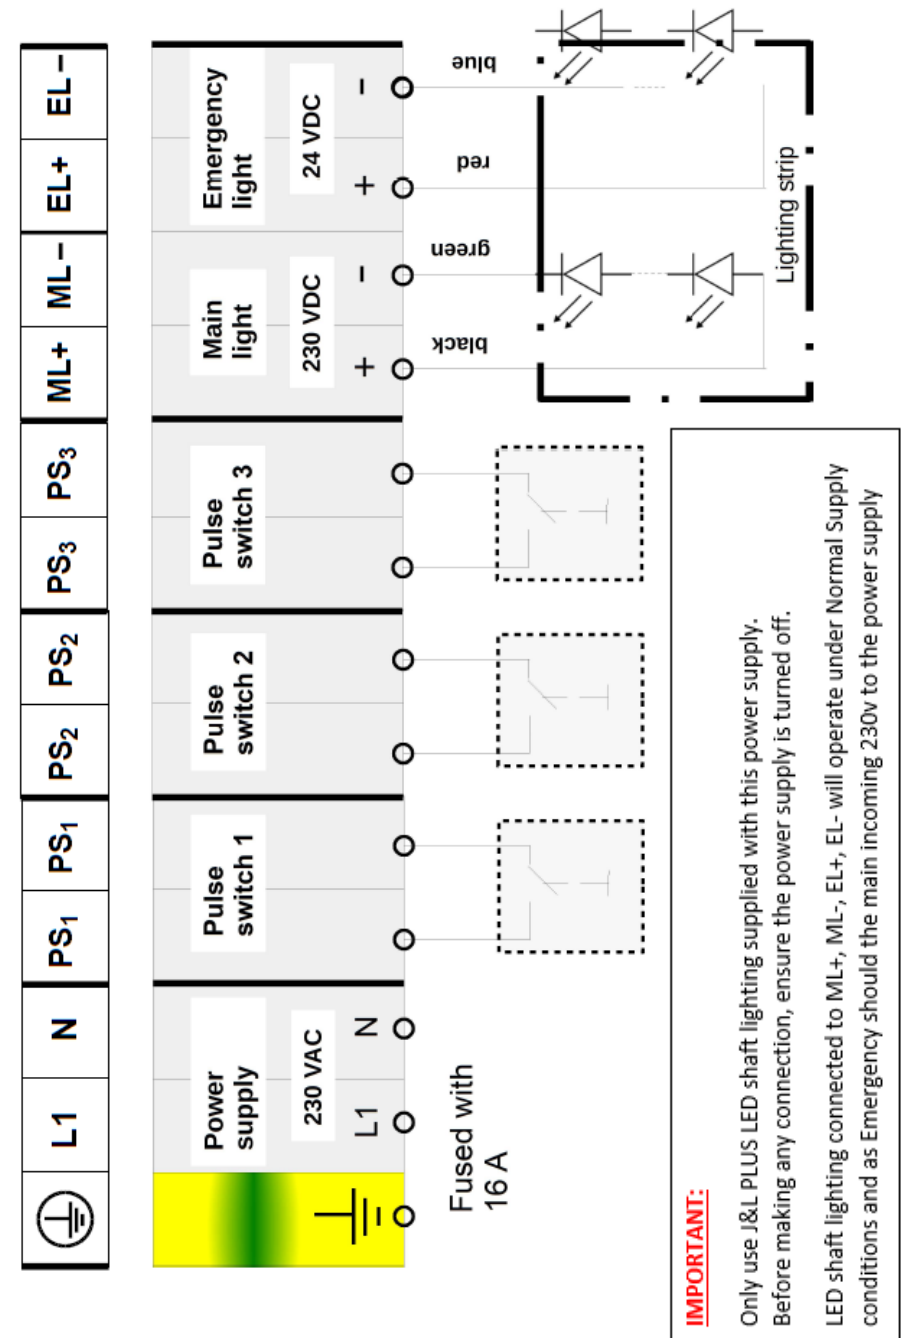 L1
N
PS₁
PS₁
PS₂
PS₂
PS₃
PS₃
ML+
ML−
EL+
EL−
Power
supply
Pulse
switch 1
Pulse
switch 2
Pulse
switch 3
Main
light
Emergency
light
230 VAC
230 VDC
24 VDC
L1
N
+
−
+
−
Fused with
16 A
black
green
red
blue
Lighting strip
IMPORTANT:
Only use J&L PLUS LED shaft lighting supplied with this power supply.
Before making any connection, ensure the power supply is turned off.
LED shaft lighting connected to ML+, ML-, EL+, EL- will operate under Normal Supply
conditions and as Emergency should the main incoming 230v to the power supply